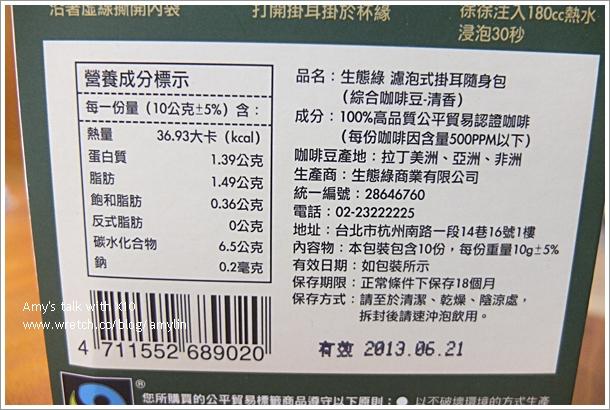 沿著虛線撕開內袋
打開掛耳掛於杯緣
徐徐注入180cc熱水
浸泡30秒
營養成分標示
每一份量（10公克±5%）含：
熱量 36.93大卡（kcal）
蛋白質 1.39公克
脂肪 1.49公克
飽和脂肪 0.36公克
反式脂肪 0公克
碳水化合物 6.5公克
鈉 0.2毫克
品名：生態綠 濾泡式掛耳隨身包
（綜合咖啡豆-清香）
成分：100%高品質公平貿易認證咖啡
（每份咖啡因含量500PPM以下）
咖啡豆產地：拉丁美洲、亞洲、非洲
生產商：生態綠商業有限公司
統一編號：28646760
電話：02-23222225
地址：台北市杭州南路一段14巷16號1樓
內容物：本包裝包含10份，每份重量10g±5%
有效日期：如包裝所示
保存期限：正常條件下保存18個月
保存方式：請至於清潔、乾燥、陰涼處，
拆封後請速沖泡飲用。
有效 2013.06.21
Amy's talk with KIO
www.wretch.cc/blog/amylin
4 711552 689020
®
您所購買的公平貿易標籤商品遵守以下原則：● 以不破壞環境的方式生產